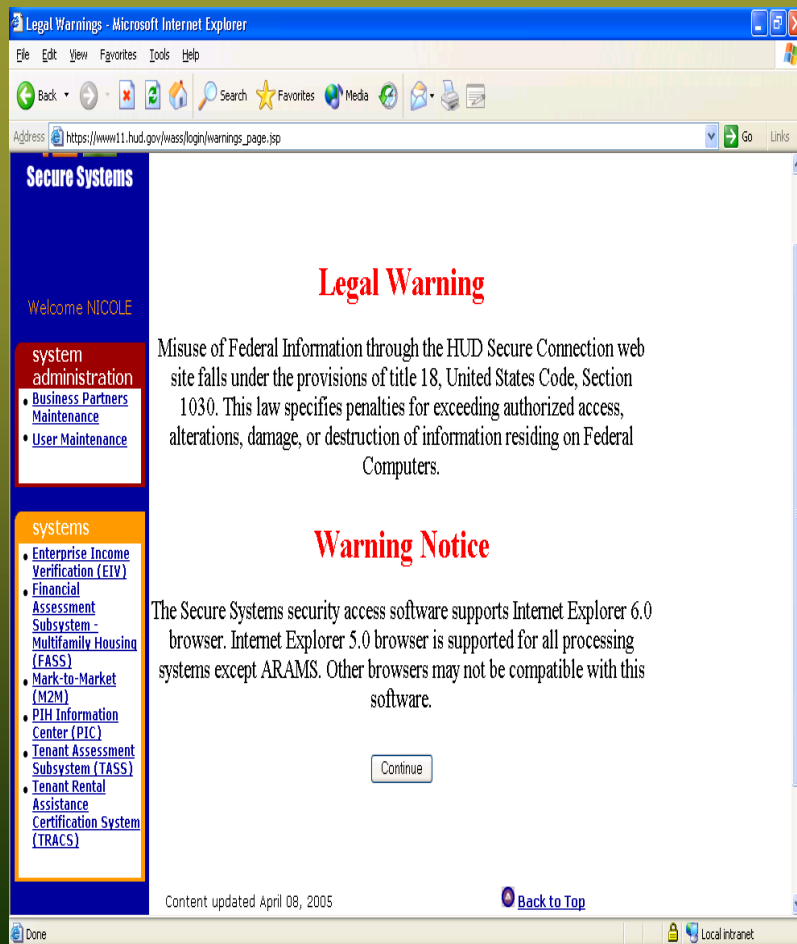 Legal Warnings - Microsoft Internet Explorer
File Edit View Favorites Tools Help
Back Search Favorites Media
Address https://www11.hud.gov/wass/login/warnings_page.jsp Go Links
Secure Systems
Welcome NICOLE
system
administration
Business Partners
Maintenance
User Maintenance
systems
Enterprise Income
Verification (EIV)
Financial
Assessment
Subsystem -
Multifamily Housing
(FASS)
Mark-to-Market
(M2M)
PIH Information
Center (PIC)
Tenant Assessment
Subsystem (TASS)
Tenant Rental
Assistance
Certification System
(TRACS)
Legal Warning
Misuse of Federal Information through the HUD Secure Connection web
site falls under the provisions of title 18, United States Code, Section
1030. This law specifies penalties for exceeding authorized access,
alterations, damage, or destruction of information residing on Federal
Computers.
Warning Notice
The Secure Systems security access software supports Internet Explorer 6.0
browser. Internet Explorer 5.0 browser is supported for all processing
systems except ARAMS. Other browsers may not be compatible with this
software.
Continue
Content updated April 08, 2005 Back to Top
Done Local intranet